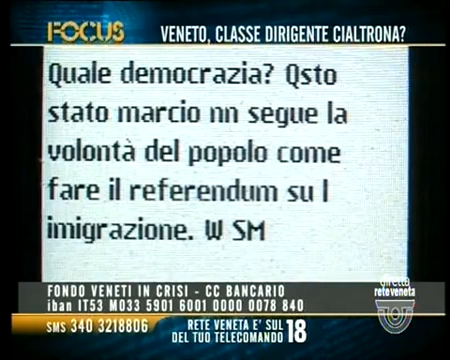 FOCUS
VENETO, CLASSE DIRIGENTE CIALTRONA?
Quale democrazia? Qsto
stato marcio nn segue la
volontà del popolo come
fare il referendum su l
imigrazione. W SM
FONDO VENETI IN CRISI - CC BANCARIO
iban IT53 M033 5901 6001 0000 0078 840
diretta
reteveneta
SMS 340 3218806
RETE VENETA E' SUL
DEL TUO TELECOMANDO 18